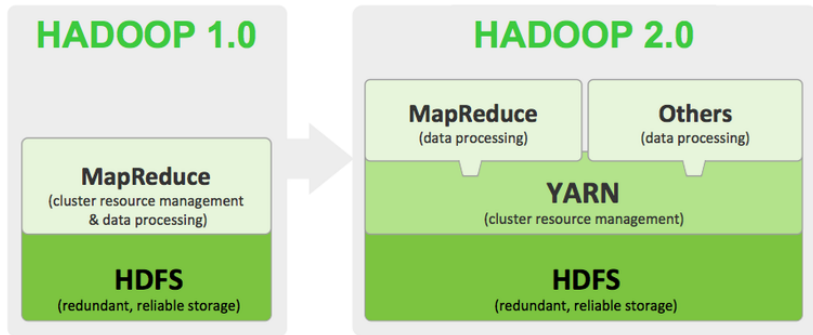 HADOOP 1.0
MapReduce
(cluster resource management
& data processing)
HDFS
(redundant, reliable storage)
HADOOP 2.0
MapReduce
(data processing)
Others
(data processing)
YARN
(cluster resource management)
HDFS
(redundant, reliable storage)